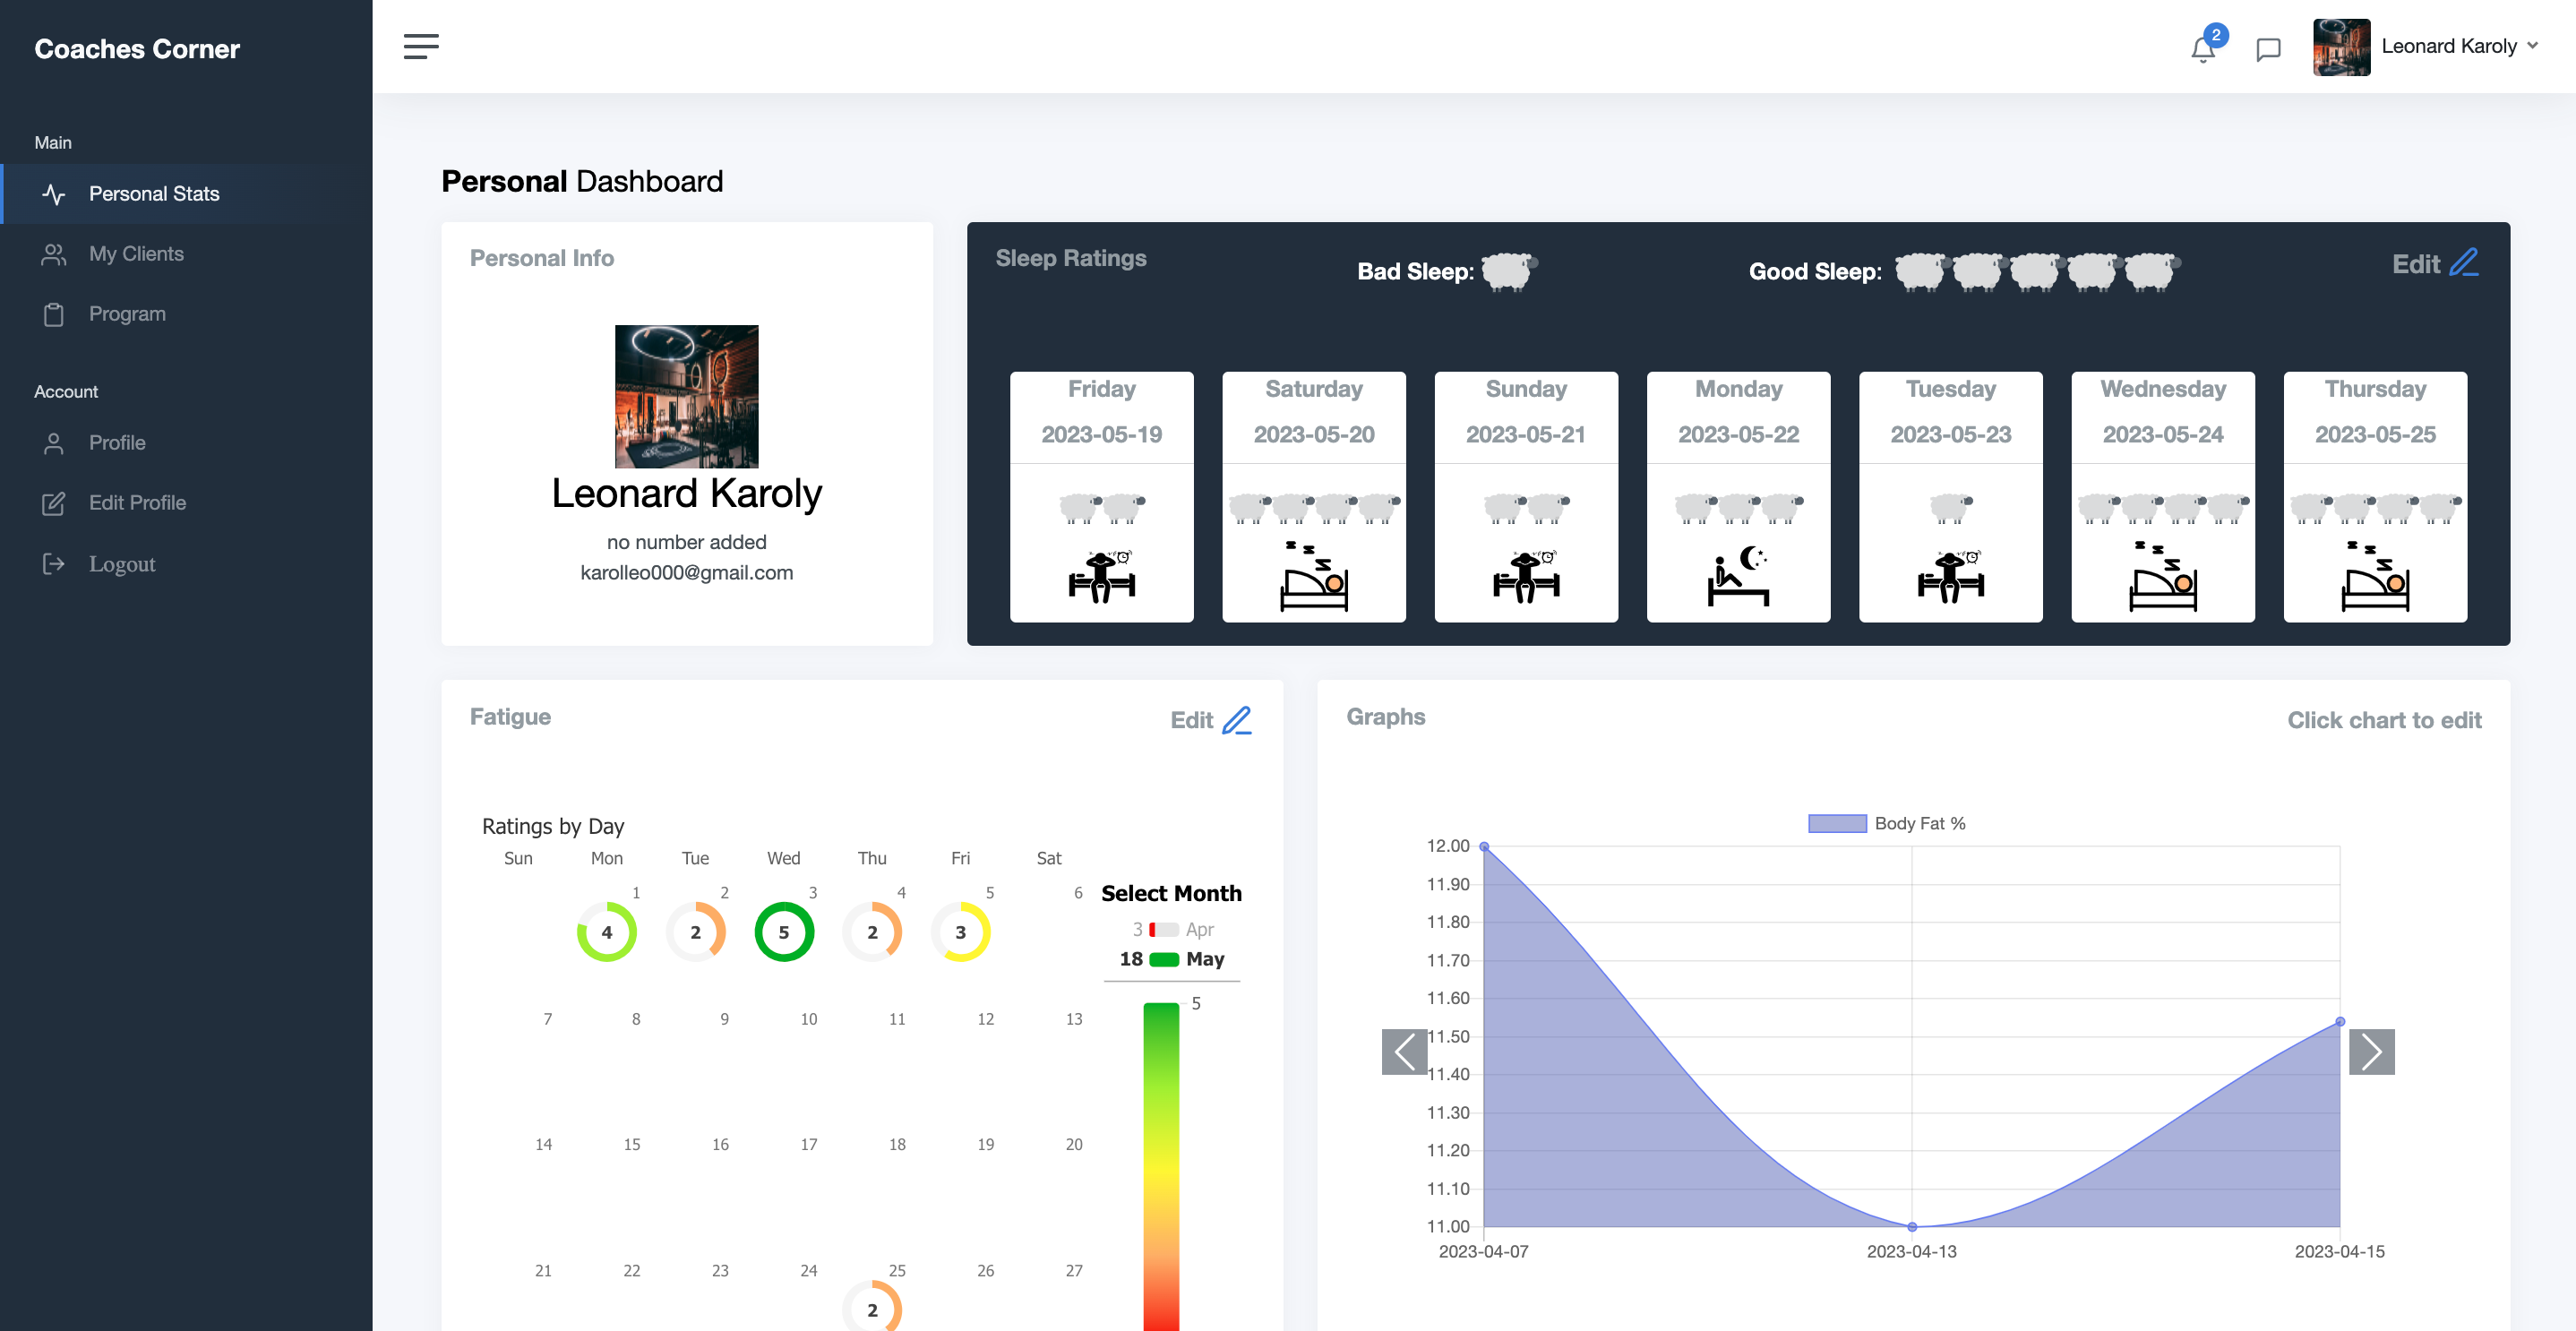 Coaches Corner
Main
Personal Stats
My Clients
Program
Account
Profile
Edit Profile
Logout
2
Leonard Karoly
Personal Dashboard
Personal Info
Leonard Karoly
no number added
karolleo000@gmail.com
Sleep Ratings
Bad Sleep:
Good Sleep:
Edit
Friday
2023-05-19
Saturday
2023-05-20
Sunday
2023-05-21
Monday
2023-05-22
Tuesday
2023-05-23
Wednesday
2023-05-24
Thursday
2023-05-25
Fatigue
Edit
Ratings by Day
Sun Mon Tue Wed Thu Fri Sat
1 2 3 4 5 6
4 2 5 2 3
7 8 9 10 11 12 13
14 15 16 17 18 19 20
21 22 23 24 25 26 27
2
Select Month
3 Apr
18 May
5
Graphs
Click chart to edit
Body Fat %
12.00
11.90
11.80
11.70
11.60
11.50
11.40
11.30
11.20
11.10
11.00
2023-04-07 2023-04-13 2023-04-15